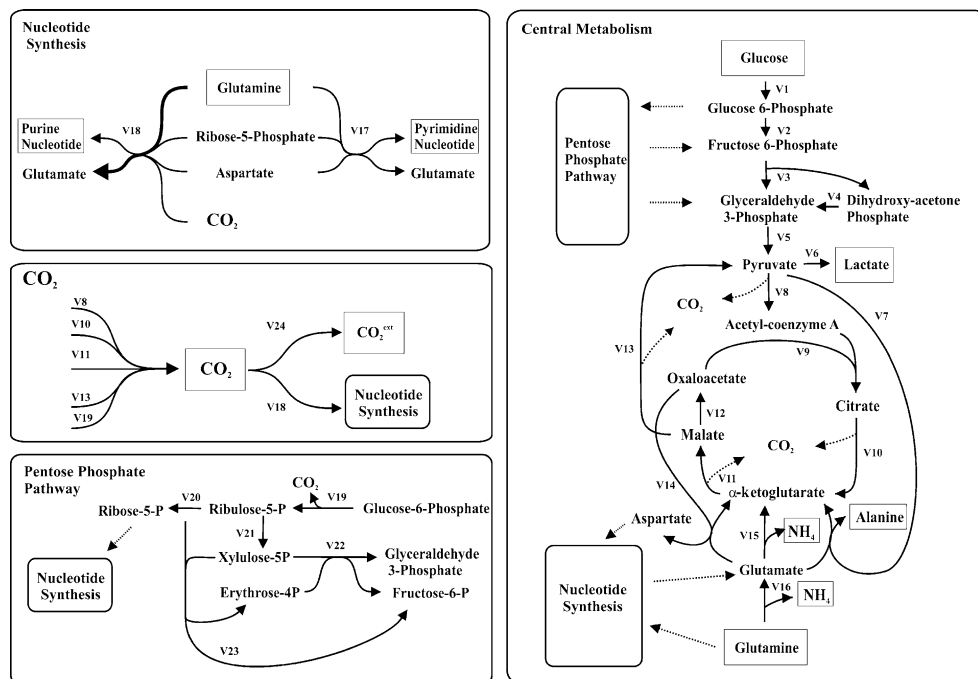 Nucleotide
Synthesis
Glutamine
Purine
Nucleotide
V18
Ribose-5-Phosphate
V17
Pyrimidine
Nucleotide
Glutamate
Aspartate
Glutamate
CO2
CO2
V8
V10
V11
V13
V19
CO2
V24
CO2ext
V18
Nucleotide
Synthesis
Pentose Phosphate
Pathway
Ribose-5-P
V20
Ribulose-5-P
CO2
V19
Glucose-6-Phosphate
V21
Xylulose-5P
V22
Glyceraldehyde
3-Phosphate
Nucleotide
Synthesis
Erythrose-4P
Fructose-6-P
V23
Central Metabolism
Glucose
V1
Glucose 6-Phosphate
V2
Fructose 6-Phosphate
Pentose
Phosphate
Pathway
V3
Glyceraldehyde
3-Phosphate
V4
Dihydroxy-acetone
Phosphate
V5
Pyruvate
V6
Lactate
CO2
V8
V7
Acetyl-coenzyme A
V13
V9
Oxaloacetate
Citrate
V12
Malate
CO2
V10
V11
V14
α-ketoglutarate
Aspartate
V15
NH4
Alanine
Glutamate
Nucleotide
Synthesis
V16
NH4
Glutamine